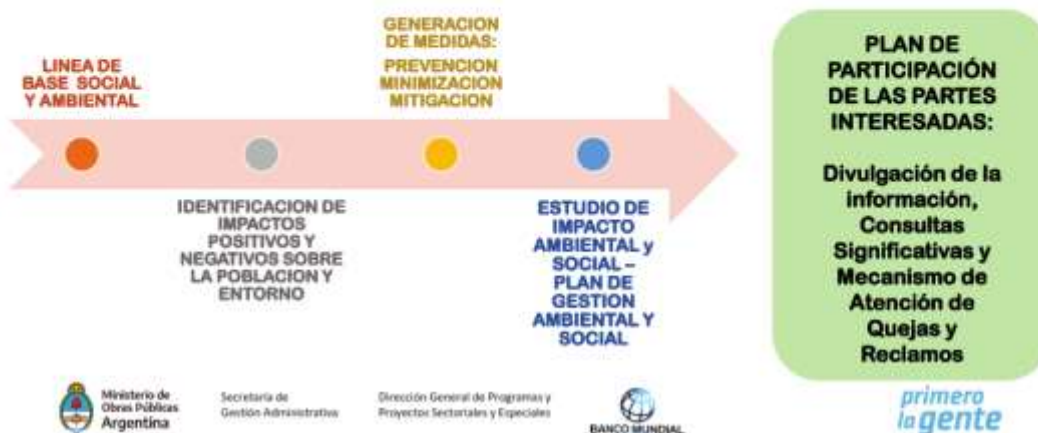 LINEA DE
BASE SOCIAL
Y AMBIENTAL
IDENTIFICACION DE
IMPACTOS
POSITIVOS Y
NEGATIVOS SOBRE
LA POBLACION Y
ENTORNO
GENERACION
DE MEDIDAS:
PREVENCION
MINIMIZACION
MITIGACION
ESTUDIO DE
IMPACTO
AMBIENTAL y
SOCIAL –
PLAN DE
GESTION
AMBIENTAL Y
SOCIAL
PLAN DE
PARTICIPACIÓN
DE LAS PARTES
INTERESADAS:
Divulgación de la
información,
Consultas
Significativas y
Mecanismo de
Atención de
Quejas y
Reclamos
Ministerio de
Obras Públicas
Argentina
Secretaría de
Gestión Administrativa
Dirección General de Programas y
Proyectos Sectoriales y Especiales
BANCO MUNDIAL
primero
la gente